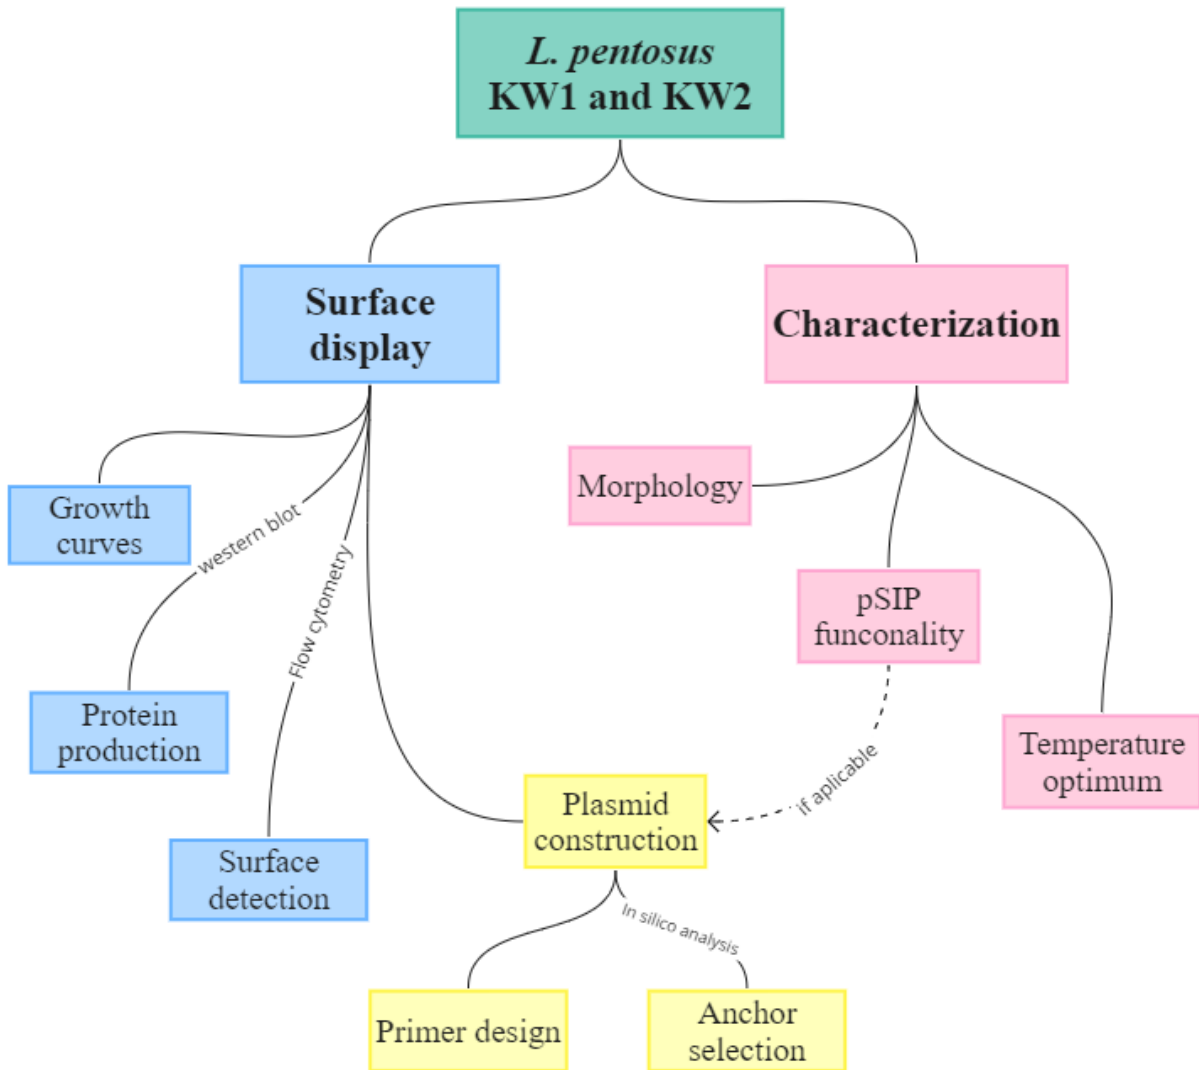 L. pentosus
KW1 and KW2
Surface
display
Characterization
Morphology
Growth
curves
western blot
Flow cytometry
pSIP
funconality
Protein
production
Temperature
optimum
if aplicable
Plasmid
construction
Surface
detection
In silico analysis
Primer design
Anchor
selection